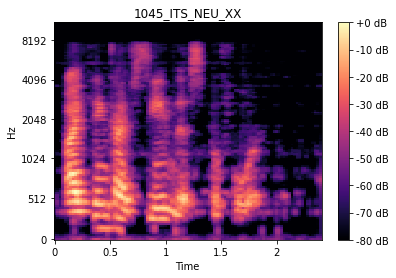 1045_ITS_NEU_XX
+0 dB
8192
-10 dB
4096
-20 dB
-30 dB
2048
Hz
-40 dB
1024
-50 dB
512
-60 dB
-70 dB
0
-80 dB
0 0.5 1 1.5 2
Time